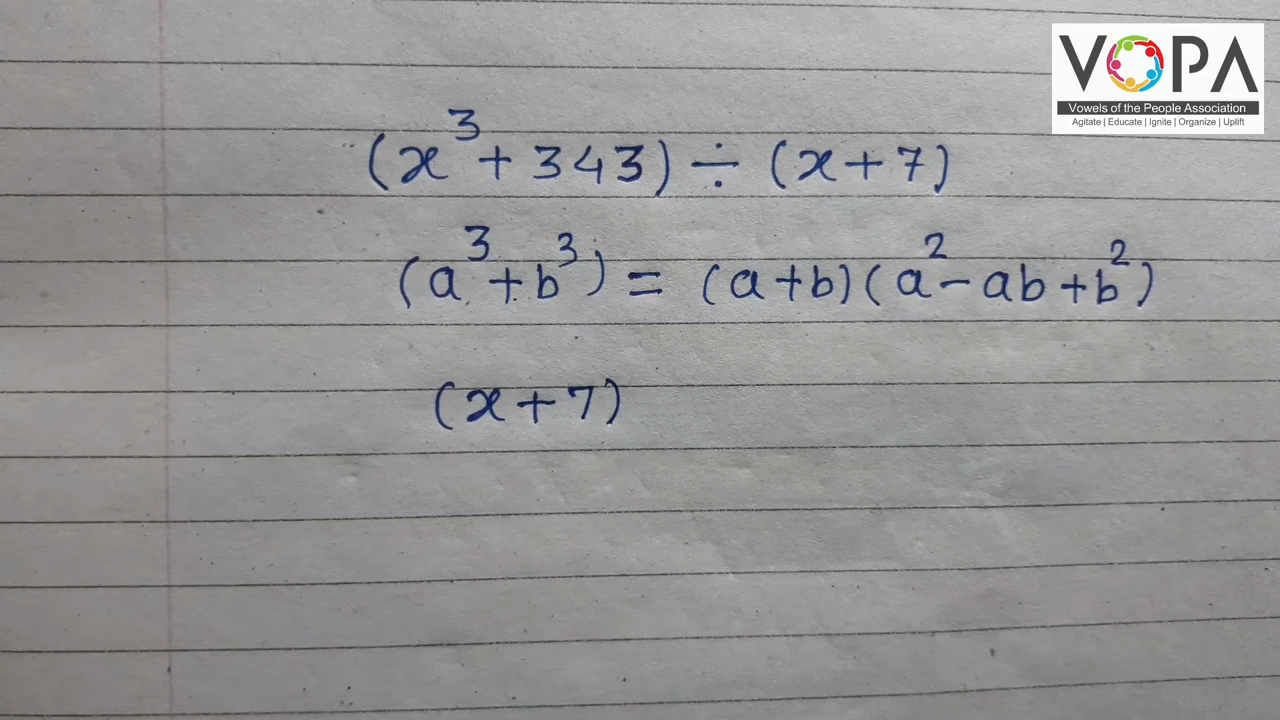 VOPA
Vowels of the People Association
Agitate | Educate | Ignite | Organize | Uplift
(x³+343) ÷ (x+7)
(a³+b³) = (a+b)(a²-ab+b²)
(x+7)